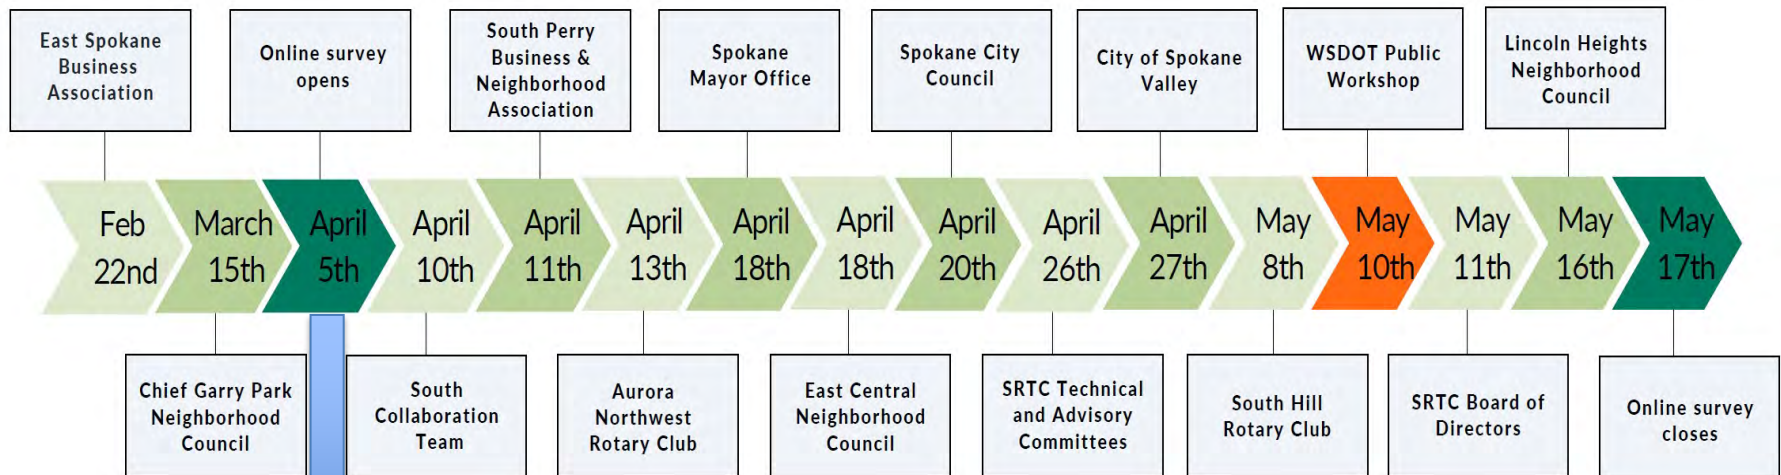 East Spokane
Business
Association
Online survey
opens
South Perry
Business &
Neighborhood
Association
Spokane
Mayor Office
Spokane City
Council
City of Spokane
Valley
WSDOT Public
Workshop
Lincoln Heights
Neighborhood
Council
Feb
22nd
March
15th
April
5th
April
10th
April
11th
April
13th
April
18th
April
18th
April
20th
April
26th
April
27th
May
8th
May
10th
May
11th
May
16th
May
17th
Chief Garry Park
Neighborhood
Council
South
Collaboration
Team
Aurora
Northwest
Rotary Club
East Central
Neighborhood
Council
SRTC Technical
and Advisory
Committees
South Hill
Rotary Club
SRTC Board of
Directors
Online survey
closes